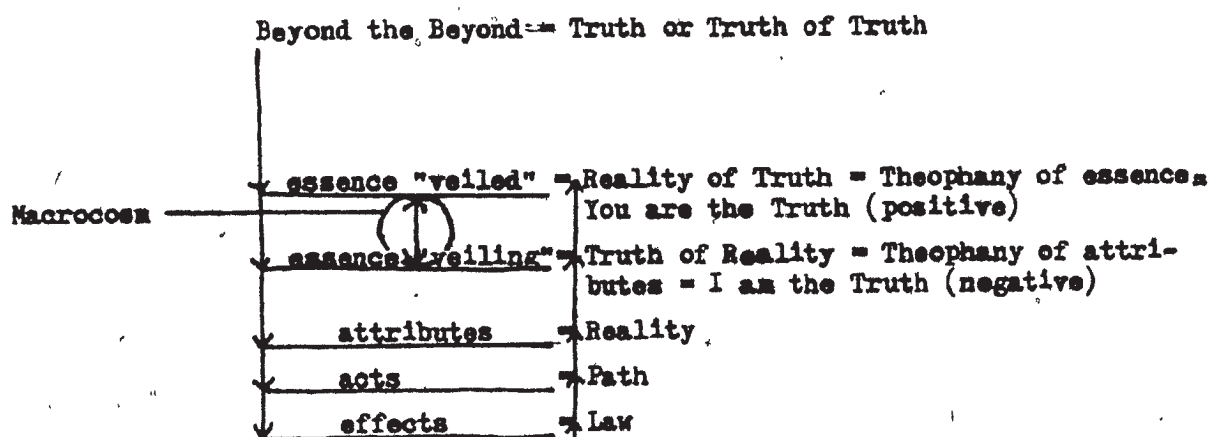 Beyond the Beyond = Truth or Truth of Truth
essence "veiled" = Reality of Truth = Theophany of essence =
You are the Truth (positive)
Macrocosm
essence "veiling" = Truth of Reality = Theophany of attri-
butes = I am the Truth (negative)
attributes = Reality
acts = Path
effects = Law